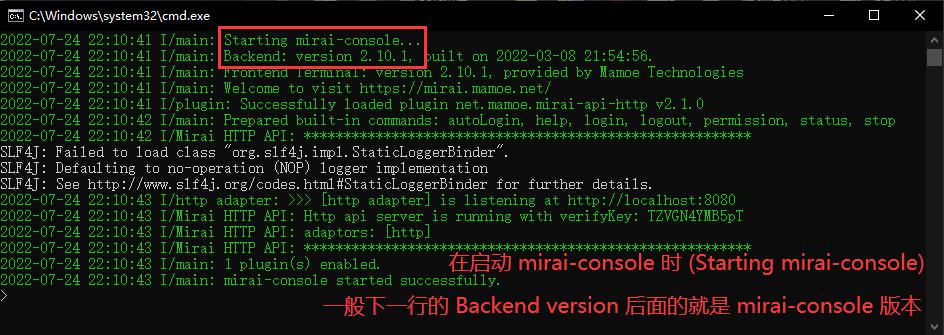 C:\Windows\system32\cmd.exe
2022-07-24 22:10:41 I/main: Starting mirai-console...
2022-07-24 22:10:41 I/main: Backend: version 2.10.1, built on 2022-03-08 21:54:56.
2022-07-24 22:10:41 I/main: Frontend Terminal: version 2.10.1, provided by Mamoe Technologies
2022-07-24 22:10:41 I/main: Welcome to visit https://mirai.mamoe.net/
2022-07-24 22:10:41 I/plugin: Successfully loaded plugin net.mamoe.mirai-api-http v2.1.0
2022-07-24 22:10:42 I/main: Prepared built-in commands: autoLogin, help, login, logout, permission, status, stop
2022-07-24 22:10:42 I/Mirai HTTP API: ******************************************************
SLF4J: Failed to load class "org.slf4j.impl.StaticLoggerBinder".
SLF4J: Defaulting to no-operation (NOP) logger implementation
SLF4J: See http://www.slf4j.org/codes.html#StaticLoggerBinder for further details.
2022-07-24 22:10:43 I/http adapter: >>> [http adapter] is listening at http://localhost:8080
2022-07-24 22:10:43 I/Mirai HTTP API: Http api server is running with verifyKey: TZVGN4YMB5pT
2022-07-24 22:10:43 I/Mirai HTTP API: adaptors: [http]
2022-07-24 22:10:43 I/Mirai HTTP API: ******************************************************
2022-07-24 22:10:43 I/main: 1 plugin(s) enabled.
在启动 mirai-console 时 (Starting mirai-console)
2022-07-24 22:10:43 I/main: mirai-console started successfully.
>
一般下一行的 Backend version 后面的就是 mirai-console 版本